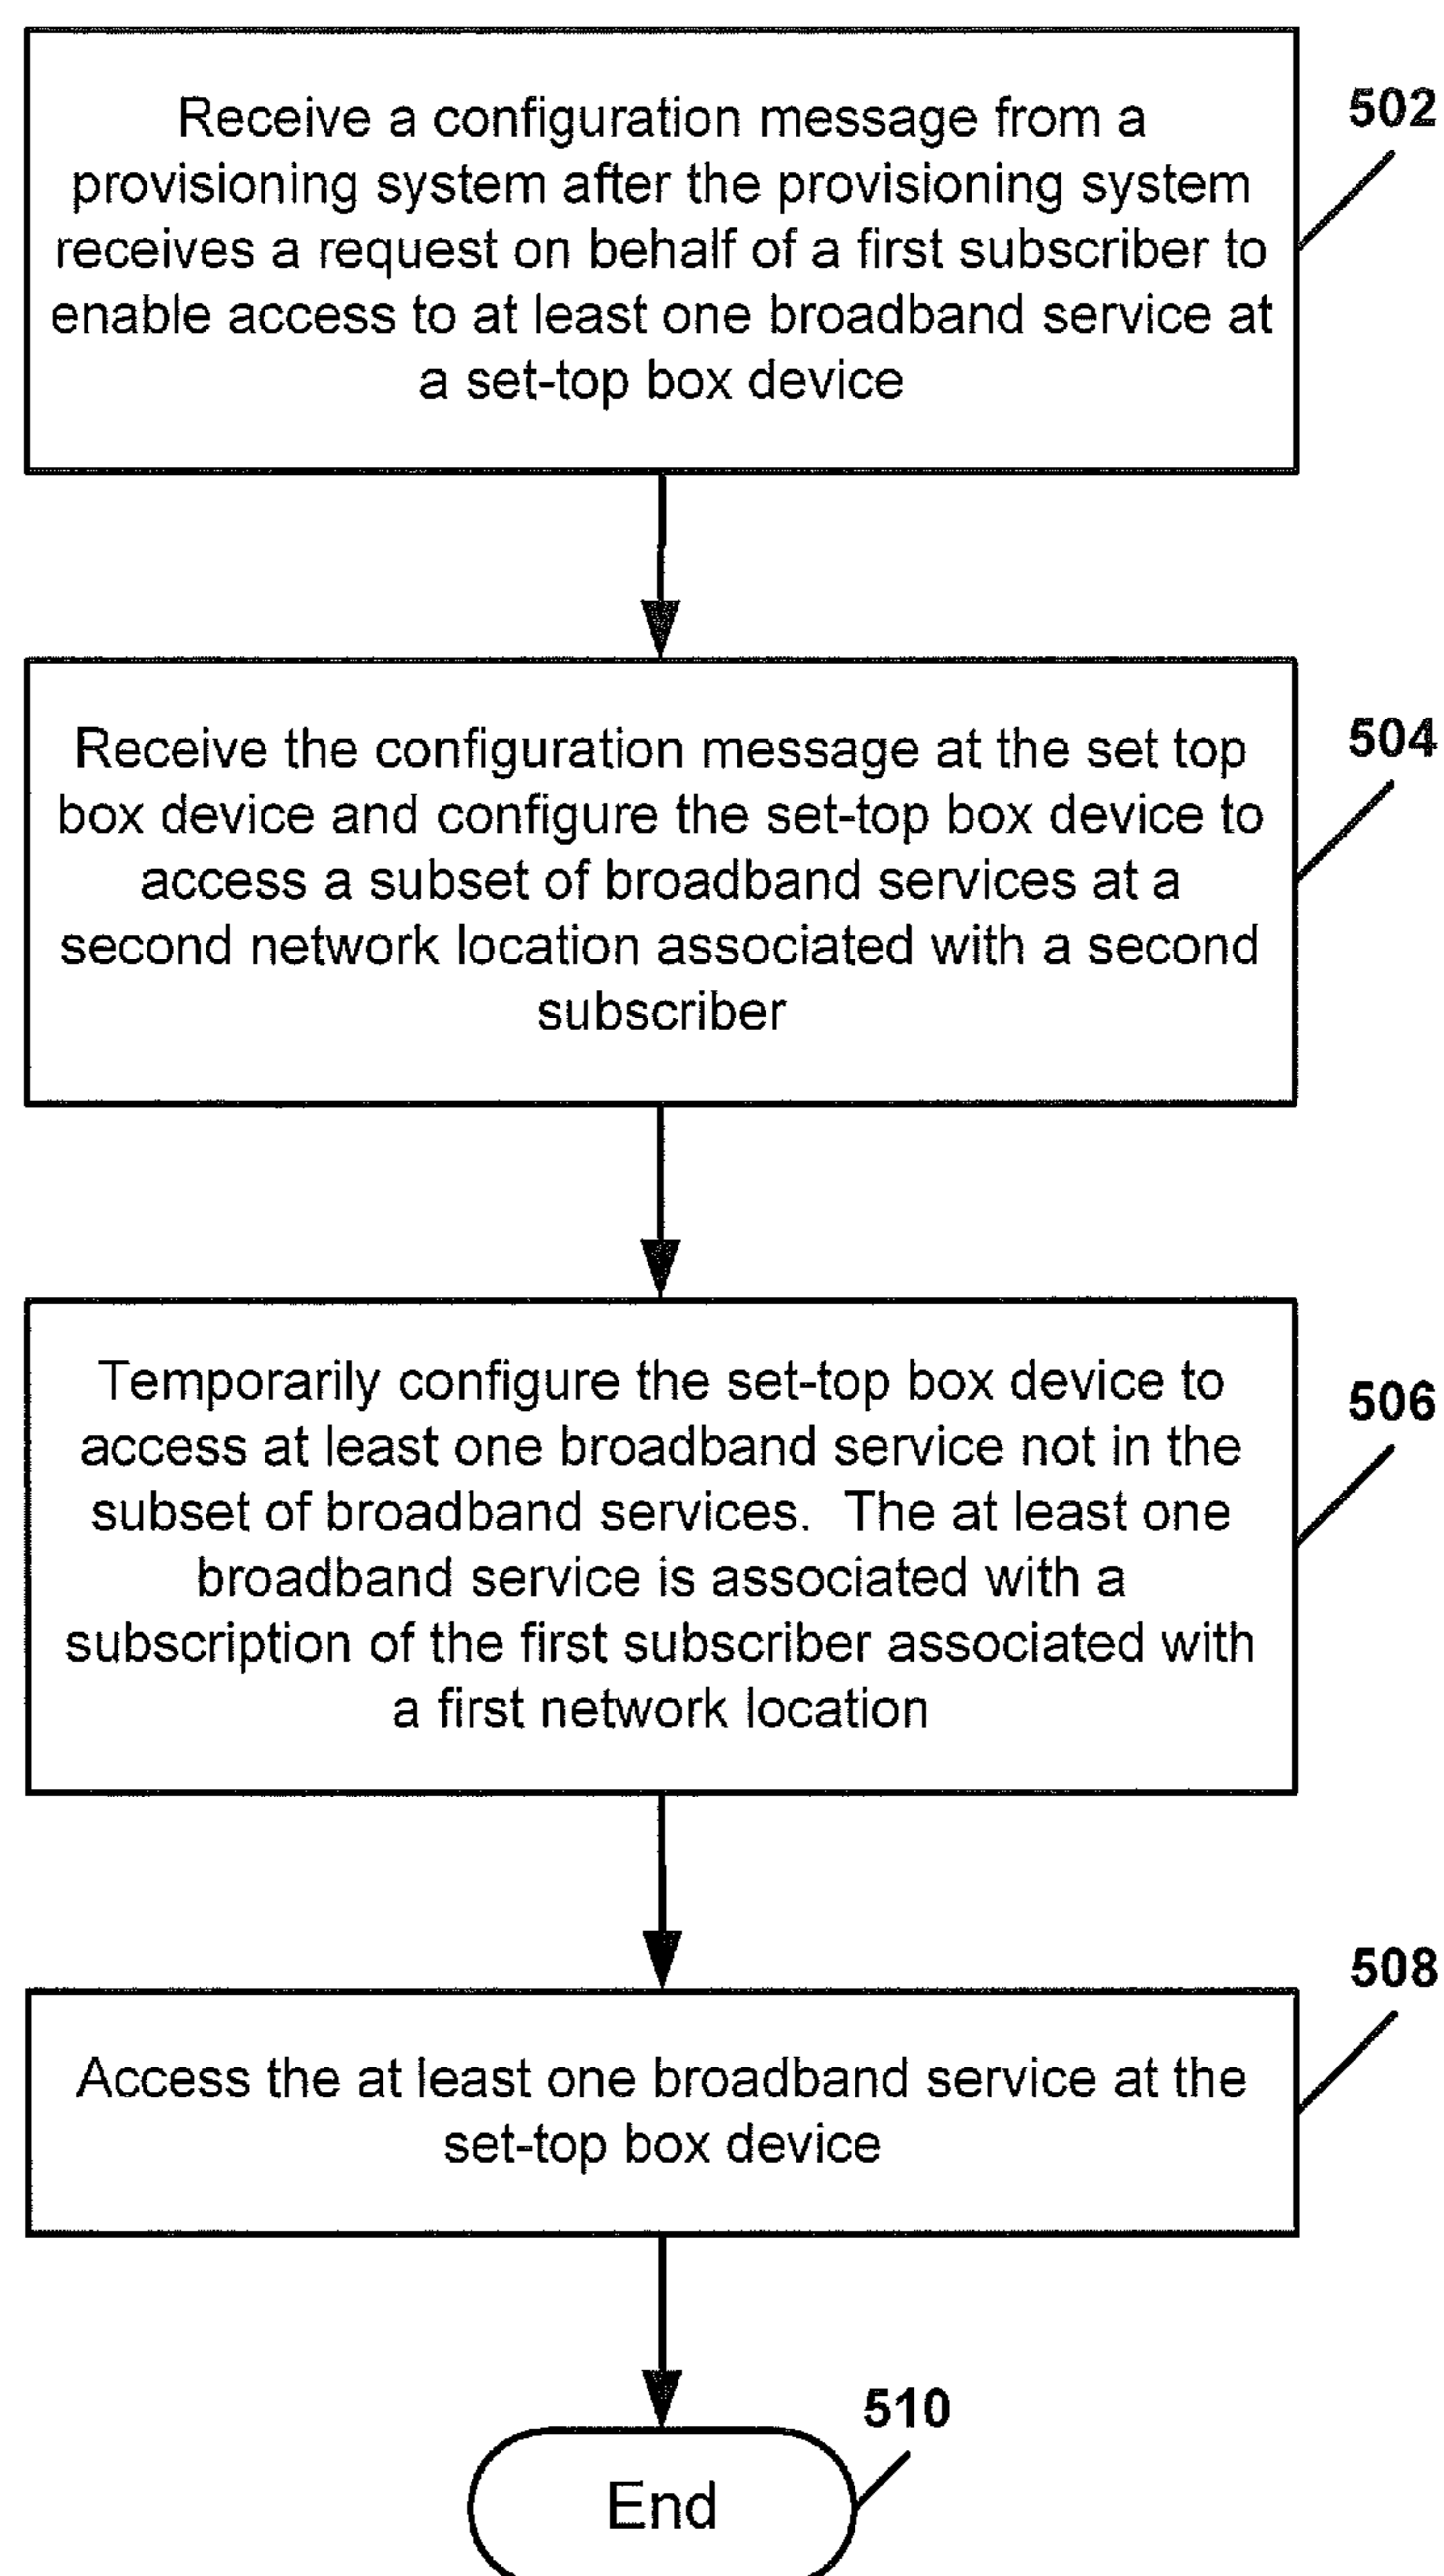 Receive a configuration message from a
provisioning system after the provisioning system
receives a request on behalf of a first subscriber to
enable access to at least one broadband service at
a set-top box device
502
Receive the configuration message at the set top
box device and configure the set-top box device to
access a subset of broadband services at a
second network location associated with a second
subscriber
504
Temporarily configure the set-top box device to
access at least one broadband service not in the
subset of broadband services.  The at least one
broadband service is associated with a
subscription of the first subscriber associated with
a first network location
506
Access the at least one broadband service at the
set-top box device
508
End
510